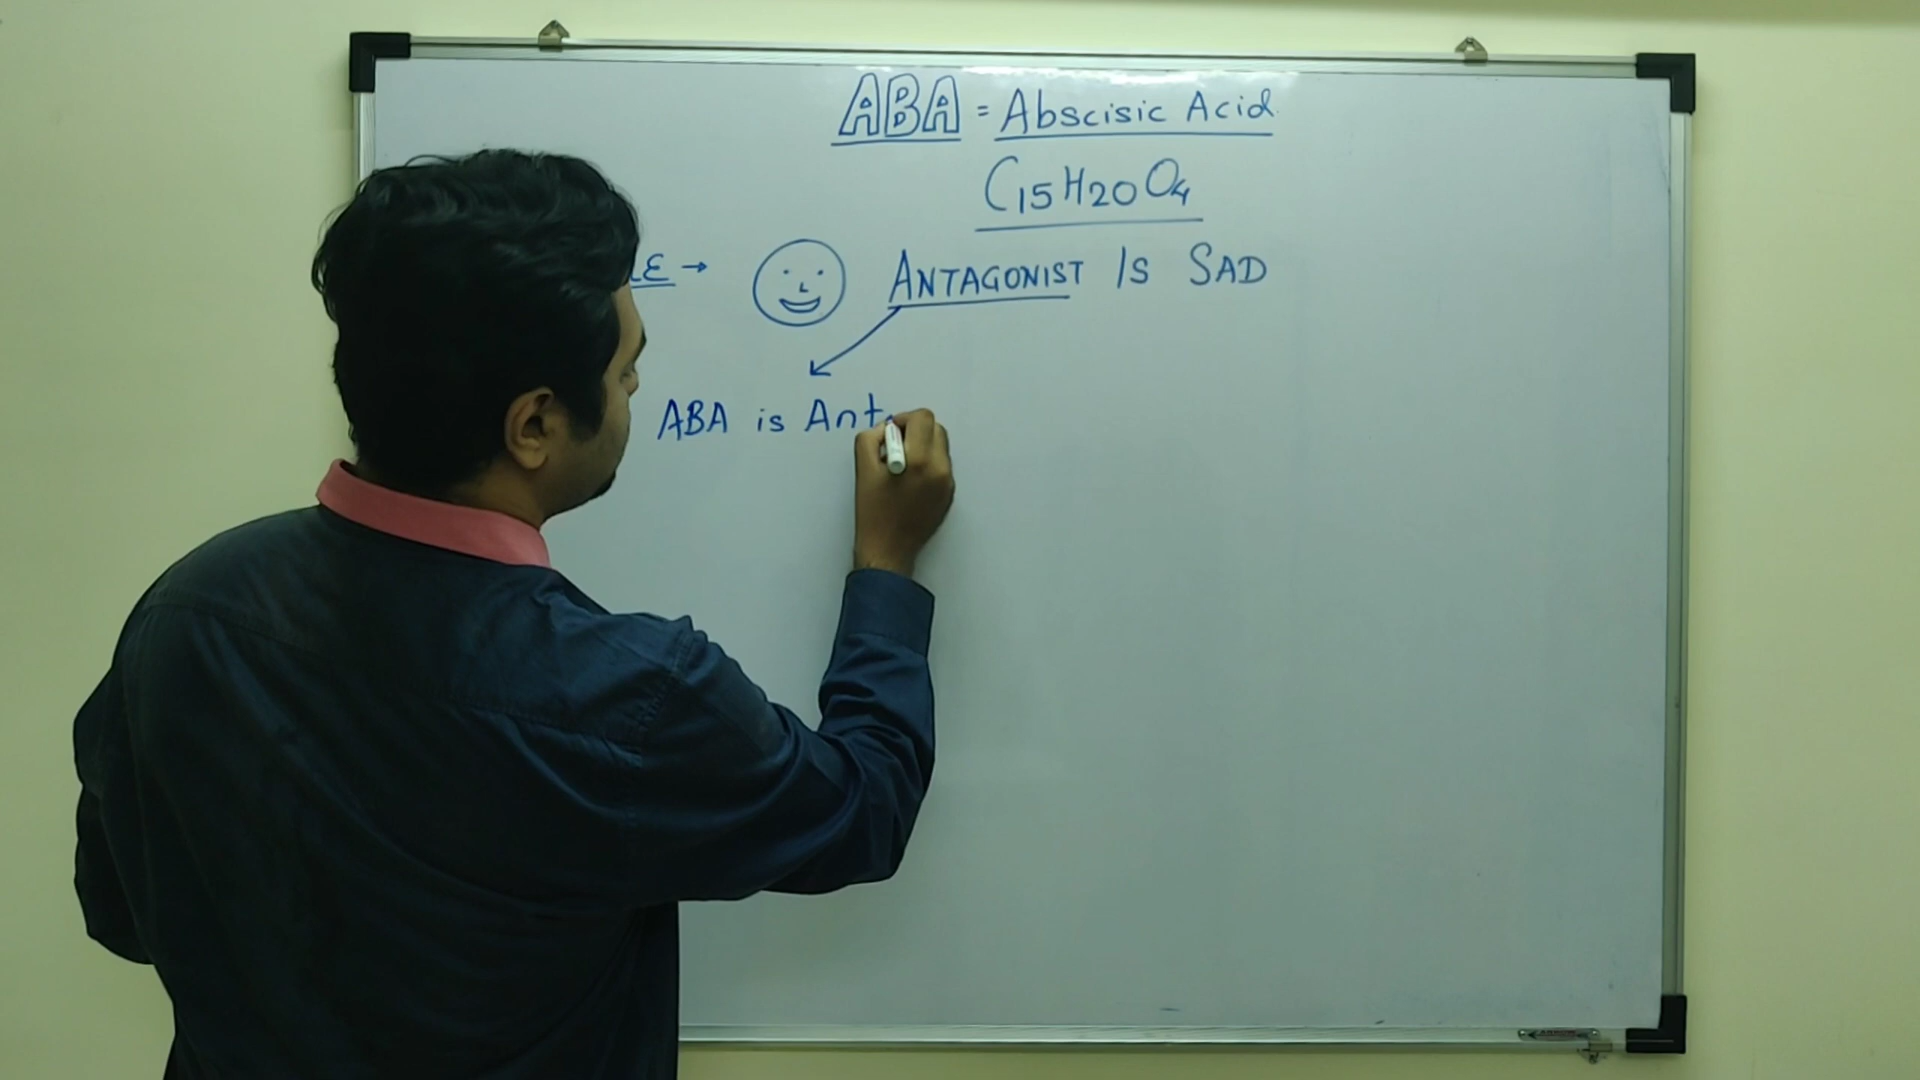 ABA = Abscisic Acid
C15H20O4
→ ANTAGONIST IS SAD
ABA is Ant